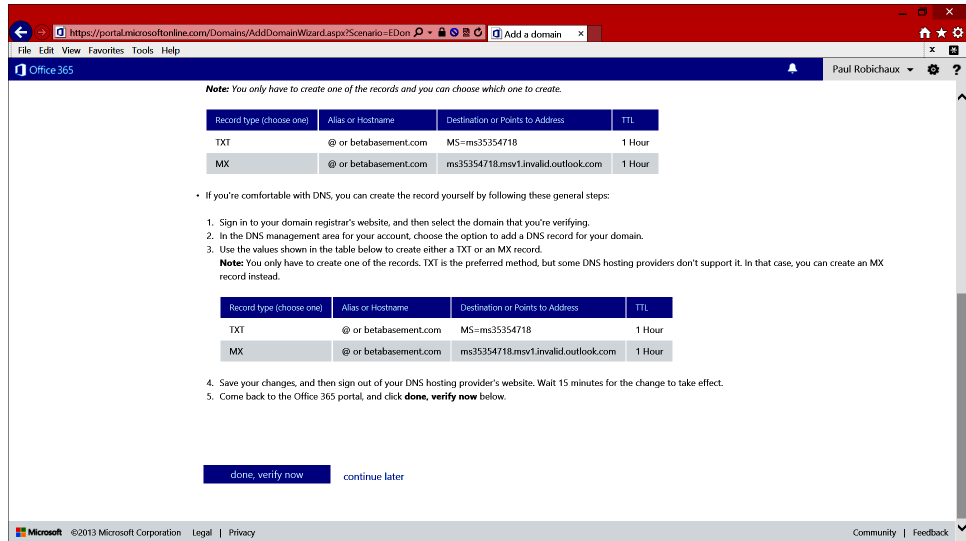 https://portal.microsoftonline.com/Domains/AddDomainWizard.aspx?Scenario=EDon
Add a domain
File Edit View Favorites Tools Help
Office 365
Paul Robichaux
?
Note: You only have to create one of the records and you can choose which one to create.
Record type (choose one) Alias or Hostname Destination or Points to Address TTL
TXT @ or betabasement.com MS=ms35354718 1 Hour
MX @ or betabasement.com ms35354718.msv1.invalid.outlook.com 1 Hour
• If you're comfortable with DNS, you can create the record yourself by following these general steps:
1. Sign in to your domain registrar's website, and then select the domain that you're verifying.
2. In the DNS management area for your account, choose the option to add a DNS record for your domain.
3. Use the values shown in the table below to create either a TXT or an MX record.
Note: You only have to create one of the records. TXT is the preferred method, but some DNS hosting providers don't support it. In that case, you can create an MX
record instead.
Record type (choose one) Alias or Hostname Destination or Points to Address TTL
TXT @ or betabasement.com MS=ms35354718 1 Hour
MX @ or betabasement.com ms35354718.msv1.invalid.outlook.com 1 Hour
4. Save your changes, and then sign out of your DNS hosting provider's website. Wait 15 minutes for the change to take effect.
5. Come back to the Office 365 portal, and click done, verify now below.
done, verify now continue later
Microsoft ©2013 Microsoft Corporation Legal | Privacy Community | Feedback